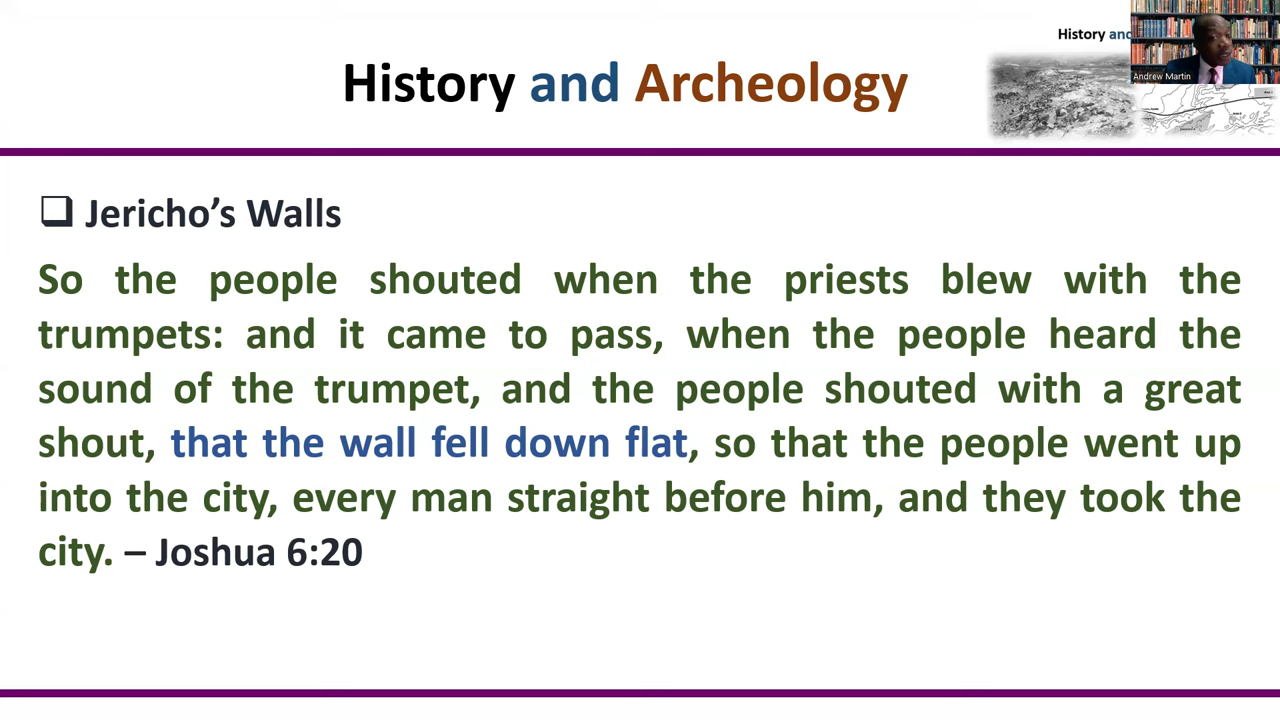 History and Archeology
History and
Andrew Martin
❑ Jericho’s Walls
So the people shouted when the priests blew with the
trumpets: and it came to pass, when the people heard the
sound of the trumpet, and the people shouted with a great
shout, that the wall fell down flat, so that the people went up
into the city, every man straight before him, and they took the
city. – Joshua 6:20